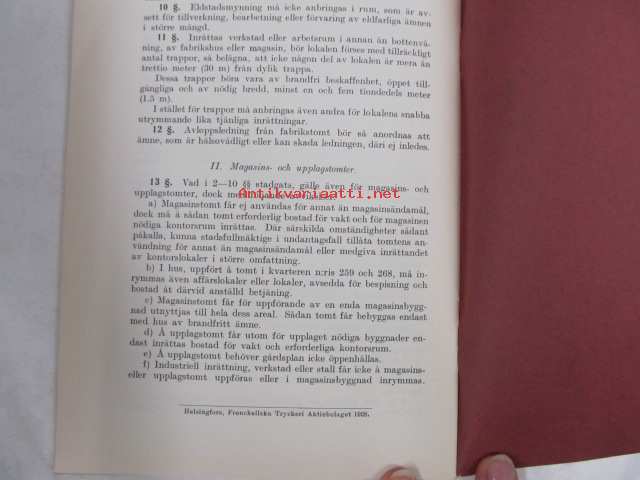 10 §. Eldstadsmynning må icke anbringas i rum, som är av-
sett för tillverkning, bearbetning eller förvaring av eldfarliga ämnen
i större mängd.
11 §. Inrättas verkstad eller arbetsrum i annan än bottenvå-
ning, av fabrikshus eller magasin, bör lokalen förses med tillräckligt
antal trappor, så belägna, att icke någon del av lokalen är mera än
trettio meter (30 m) från dylik trappa.
Dessa trappor böra vara av brandfri beskaffenhet, öppet till-
gängliga och av nödig bredd, minst en och fem tiondedels meter
(1.5 m).
I stället för trappor må anbringas även andra för lokalens snabba
utrymmande lika tjänliga inrättningar.
12 §. Avloppsledning från fabrikstomt bör så anordnas att
ämne, som är hälsovådligt eller kan skada ledningen, däri ej inledes.
II. Magasins- och upplagstomter.
13 §. Vad i 2—10 §§ stadgats, gälle även för magasins- och
upplagstomter, dock med
Antikvariaatti.net
a) Magasinstomt får ej användas för annat än magasinsändamål,
dock må å sådan tomt erforderlig bostad för vakt och för magasinen
nödiga kontorsrum inrättas. Där särskilda omständigheter sådant
påkalla, kunna stadsfullmäktige i undantagsfall tillåta tomtens an-
vändning för annat än magasinsändamål eller medgiva inrättandet
av kontorslokaler i större omfattning.
b) I hus, uppfört å tomt i kvarteren n:ris 259 och 268, må in-
rymmas även affärslokaler eller lokaler, avsedda för bespisning och
bostad åt därvid anställd betjäning.
c) Magasinstomt får för uppförande av en enda magasinsbygg-
nad utnyttjas till hela dess areal. Sådan tomt får bebyggas endast
med hus av brandfritt ämne.
d) Å upplagstomt får utom för upplaget nödiga byggnader en-
dast inrättas bostad för vakt och erforderliga kontorsrum.
e) Å upplagstomt behöver gårdsplan icke öppenhållas.
f) Industriell inrättning, verkstad eller stall får icke å magasins-
eller upplagstomt uppföras eller i magasinsbyggnad inrymmas.
Helsingfors, Frenckellska Tryckeri Aktiebolaget 1928.